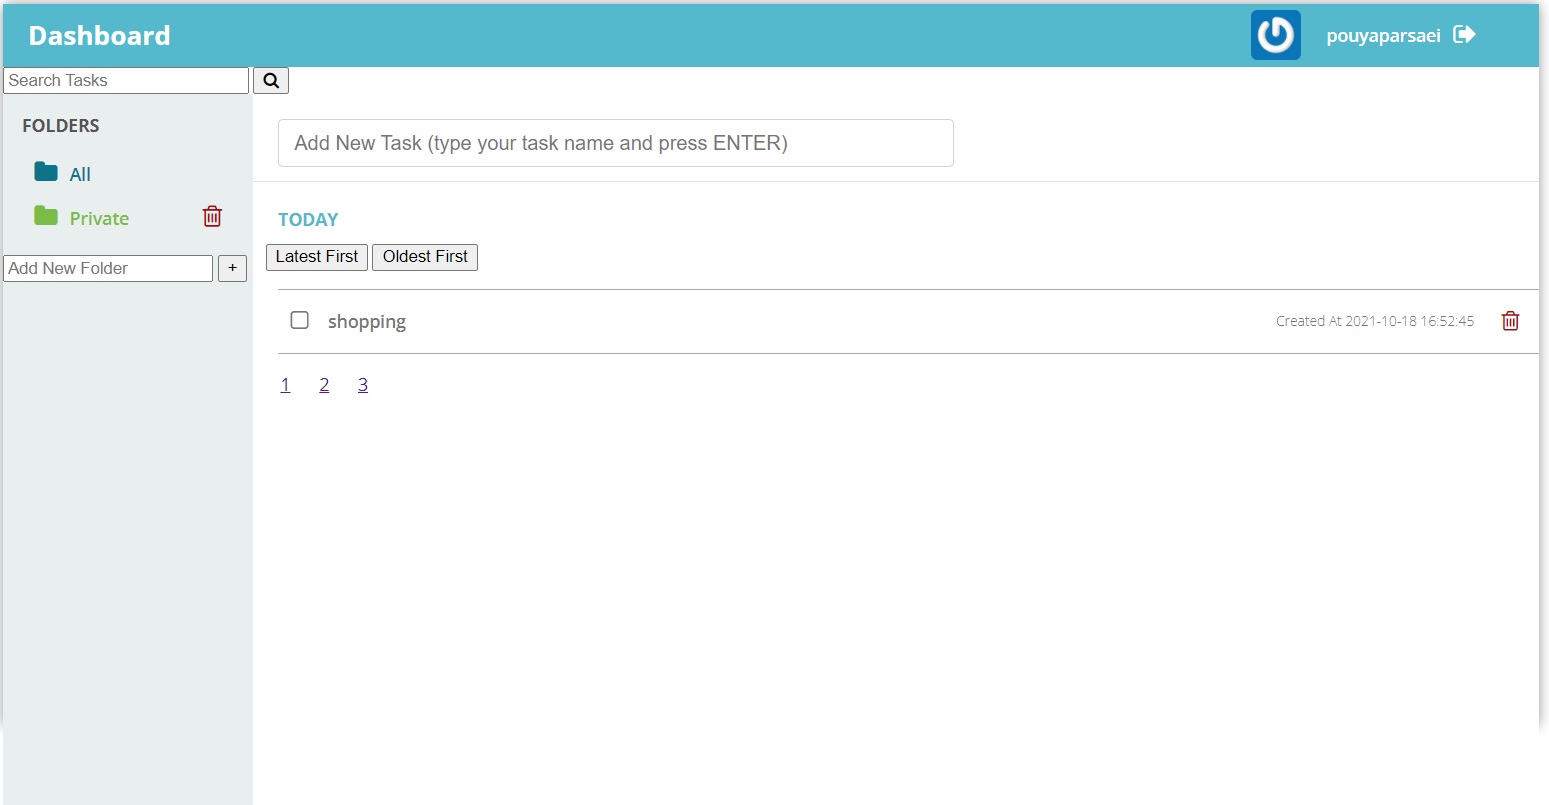 Dashboard
pouyaparsaei
Search Tasks
FOLDERS
All
Private
Add New Folder
+
Add New Task (type your task name and press ENTER)
TODAY
Latest First Oldest First
shopping Created At 2021-10-18 16:52:45
1 2 3